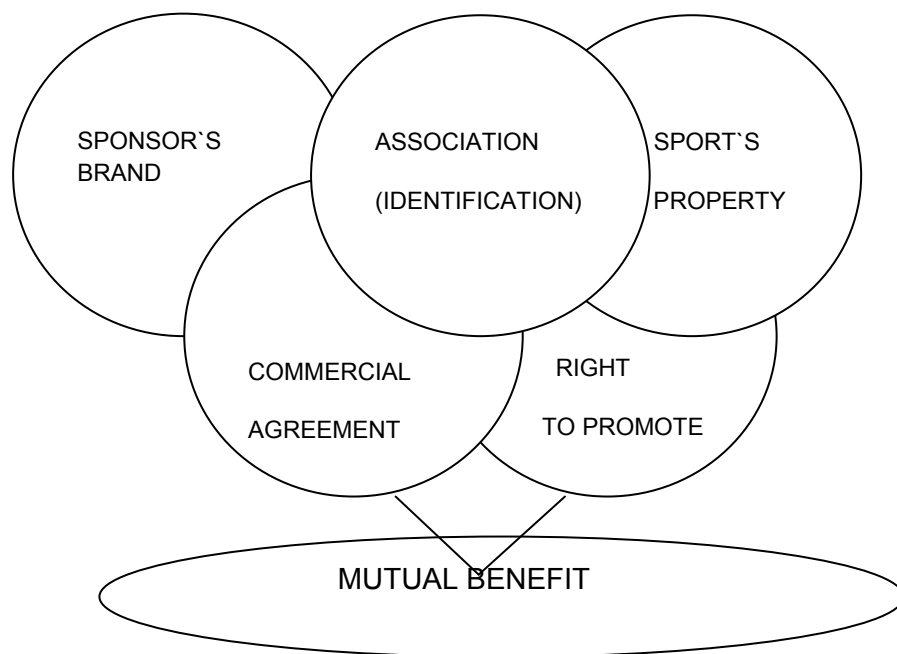 SPONSOR`S
BRAND
ASSOCIATION
(IDENTIFICATION)
SPORT`S
PROPERTY
COMMERCIAL
AGREEMENT
RIGHT
TO PROMOTE
MUTUAL BENEFIT